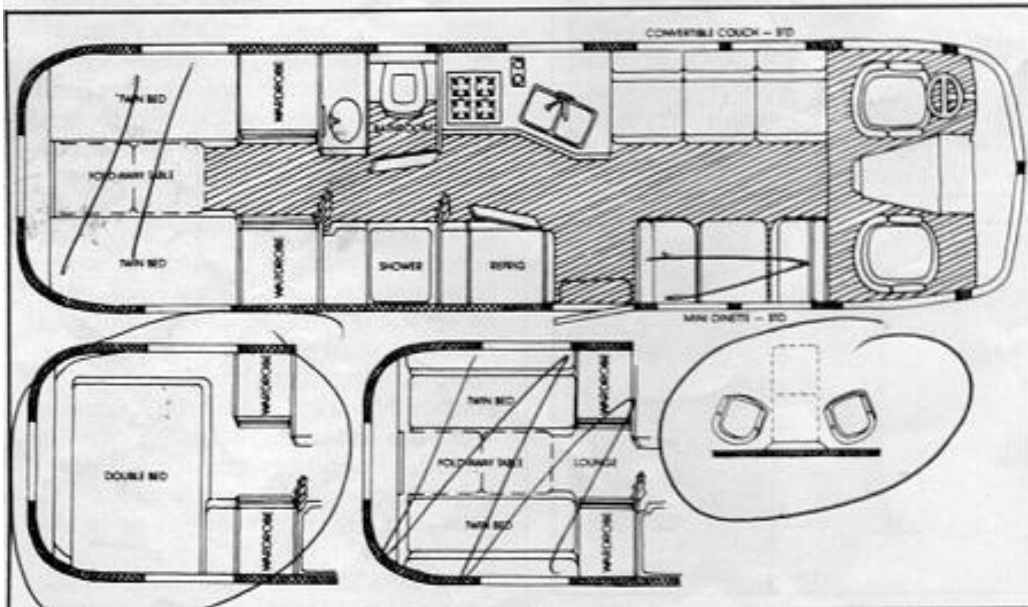 CONVERTIBLE COUCH – STD
TWIN BED
WARDROBE
BATHROOM
FOLD-AWAY TABLE
TWIN BED
WARDROBE
SHOWER
REFRIG
MINI DINETTE – STD
DOUBLE BED
WARDROBE
WARDROBE
TWIN BED
WARDROBE
FOLD-AWAY TABLE
LOUNGE
TWIN BED
WARDROBE